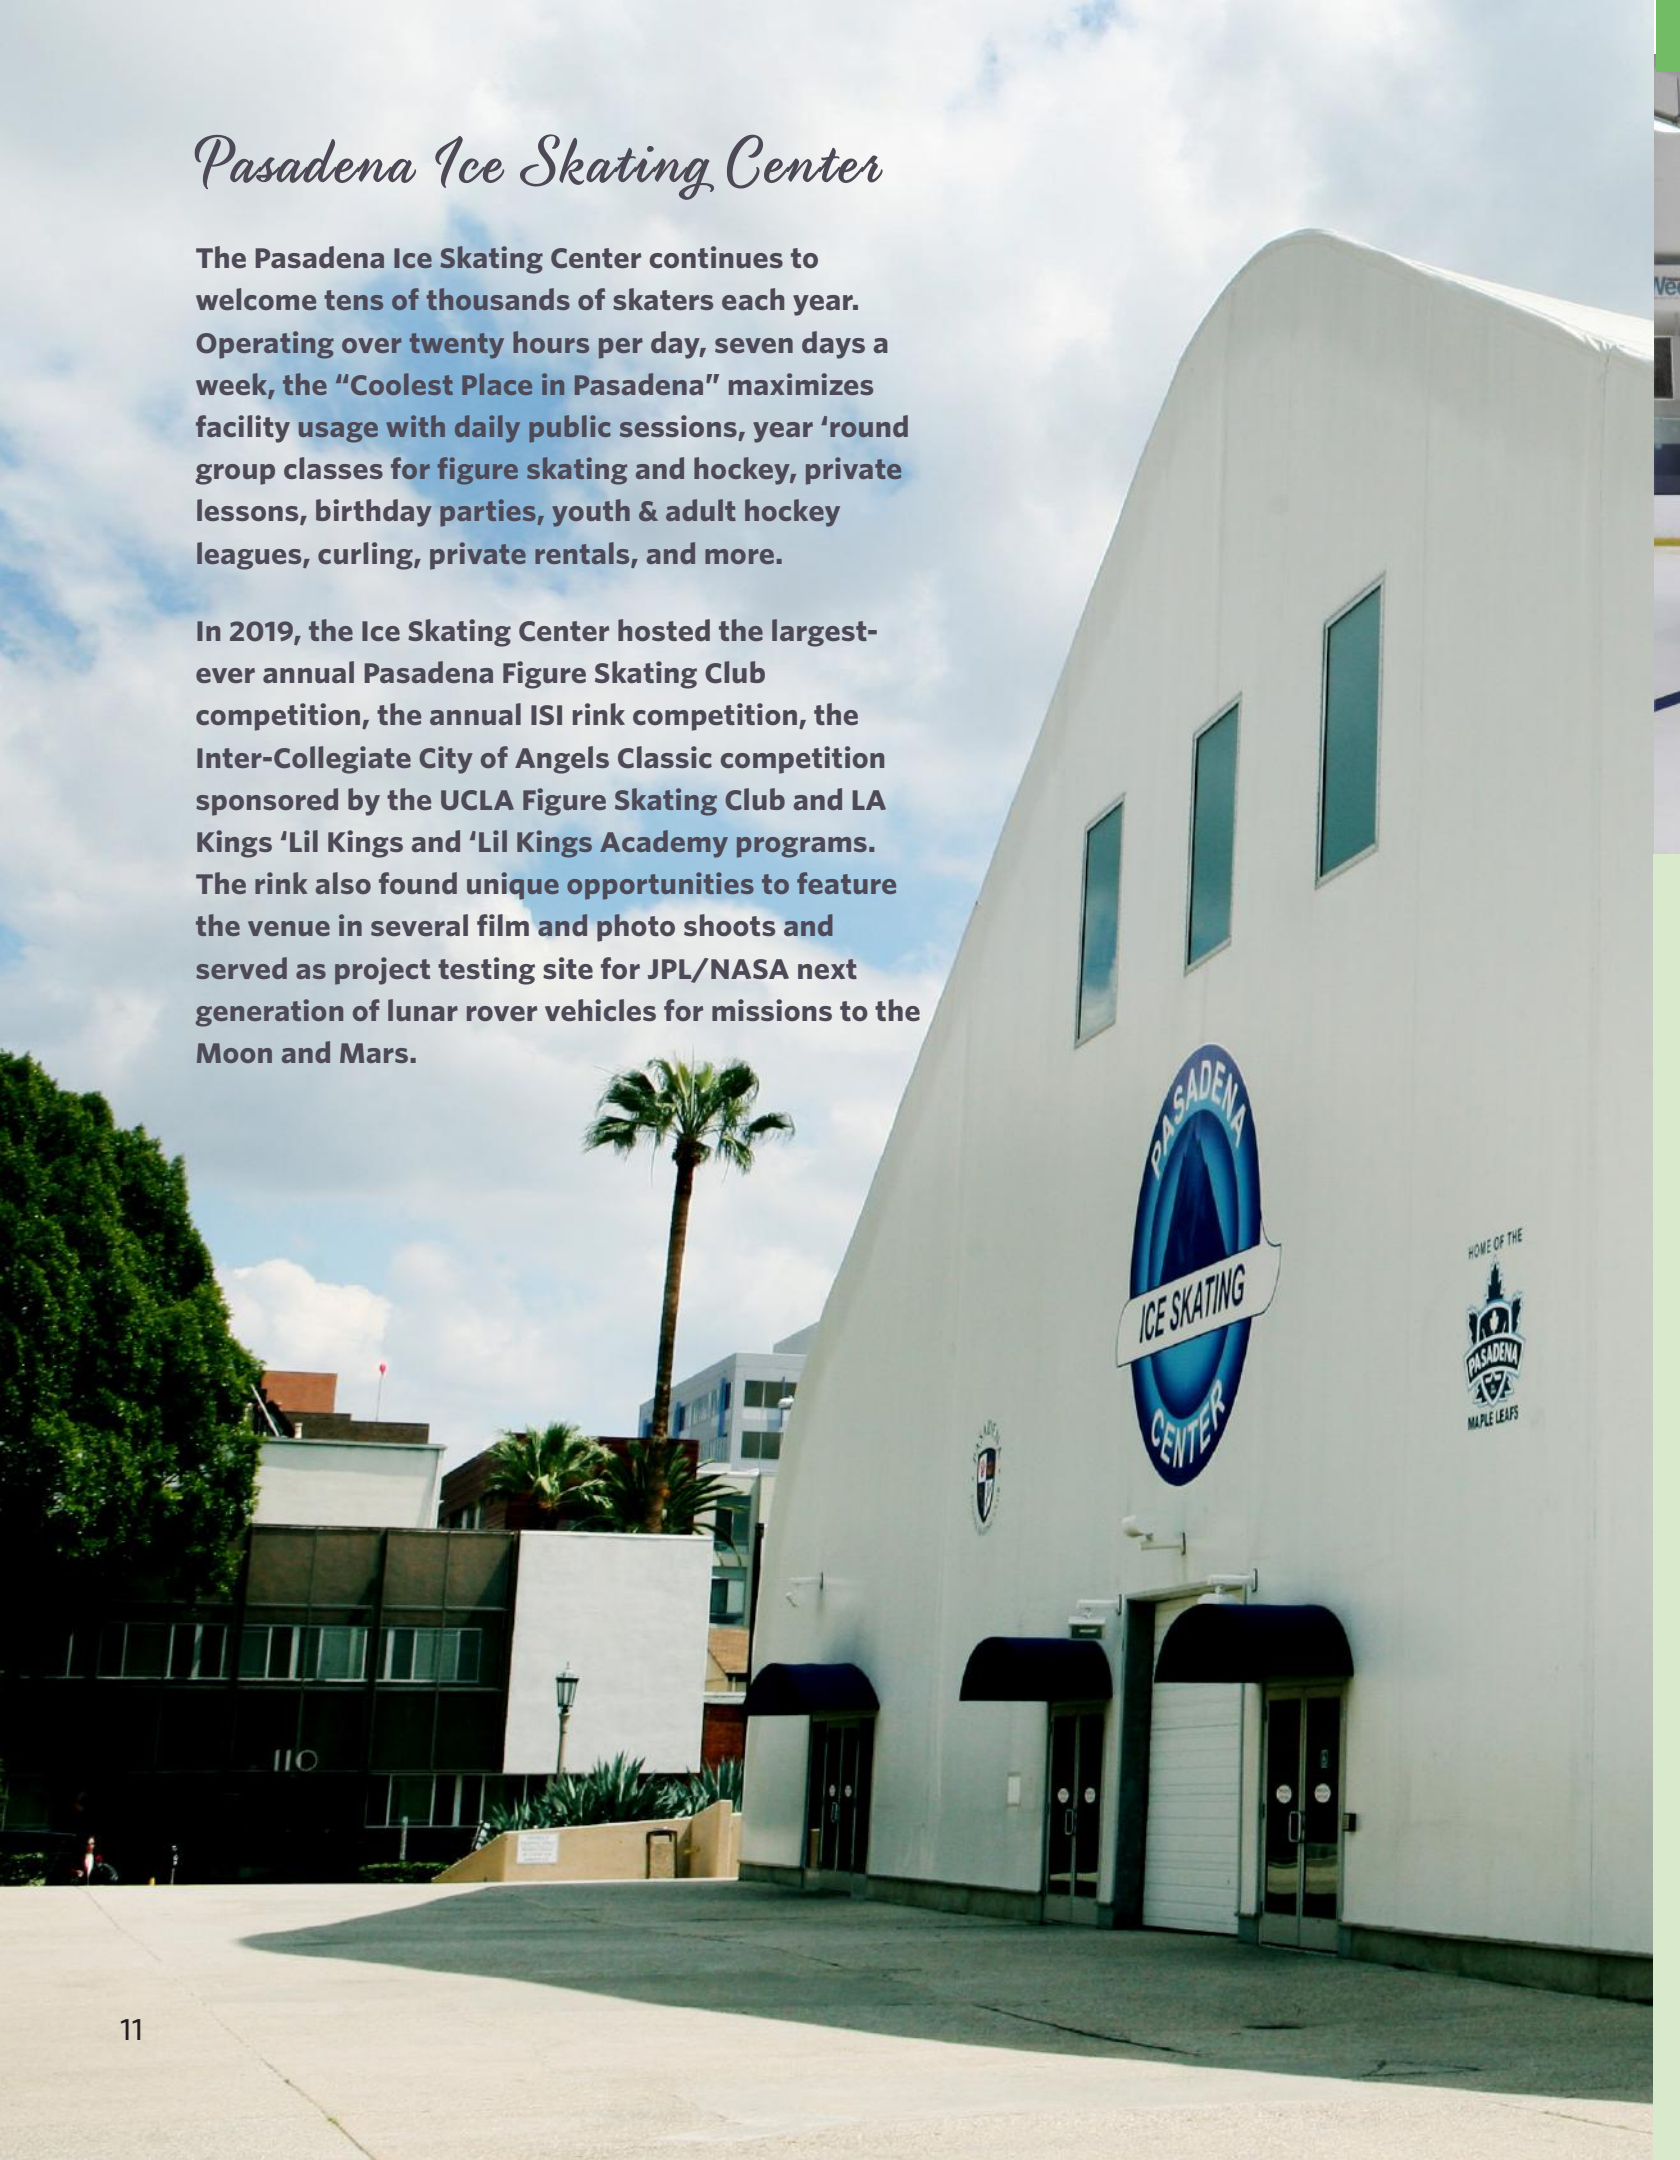 Pasadena Ice Skating Center
The Pasadena Ice Skating Center continues to
welcome tens of thousands of skaters each year.
Operating over twenty hours per day, seven days a
week, the “Coolest Place in Pasadena” maximizes
facility usage with daily public sessions, year ‘round
group classes for figure skating and hockey, private
lessons, birthday parties, youth & adult hockey
leagues, curling, private rentals, and more.
In 2019, the Ice Skating Center hosted the largest-
ever annual Pasadena Figure Skating Club
competition, the annual ISI rink competition, the
Inter-Collegiate City of Angels Classic competition
sponsored by the UCLA Figure Skating Club and LA
Kings ‘Lil Kings and ‘Lil Kings Academy programs.
The rink also found unique opportunities to feature
the venue in several film and photo shoots and
served as project testing site for JPL/NASA next
generation of lunar rover vehicles for missions to the
Moon and Mars.
PASADENA
ICE SKATING
CENTER
HOME OF THE
PASADENA
MAPLE LEAFS
110
11